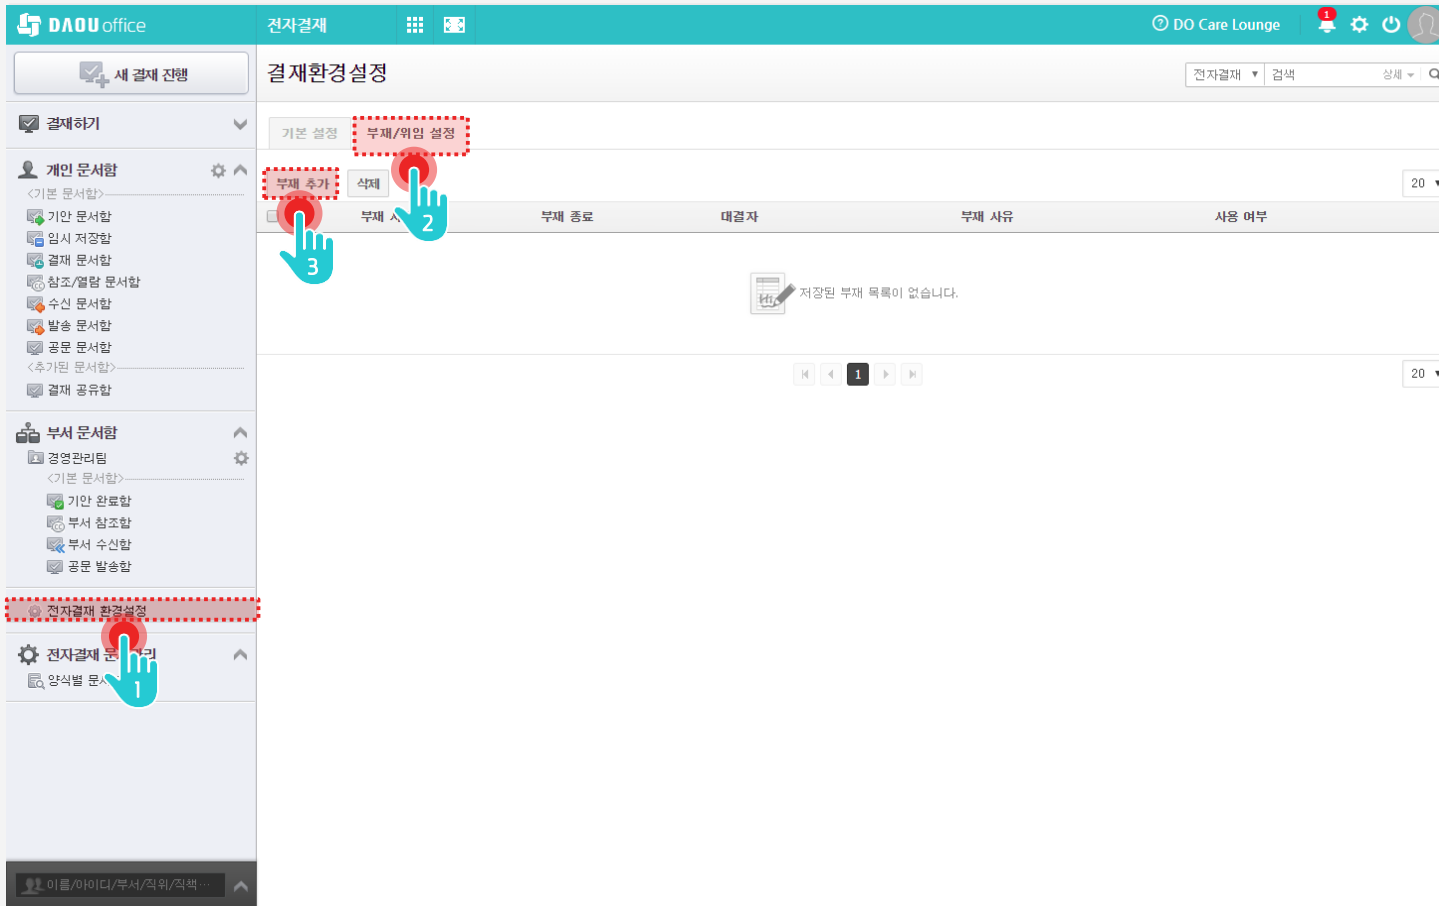 DAOU office
전자결재
DO Care Lounge
1
새 결재 진행
결재환경설정
전자결재
검색
상세
결재하기
기본 설정
부재/위임 설정
개인 문서함
부재 추가
삭제
2
20
<기본 문서함>
기안 문서함
부재
부재 종료
대결자
부재 사유
사용 여부
임시 저장함
3
결재 문서함
참조/열람 문서함
저장된 부재 목록이 없습니다.
수신 문서함
발송 문서함
공문 문서함
<추가된 문서함>
1
20
결재 공유함
부서 문서함
경영관리팀
<기본 문서함>
기안 완료함
부서 참조함
부서 수신함
공문 발송함
전자결재 환경설정
전자결재
양식별
1
이름/아이디/부서/직위/직책…